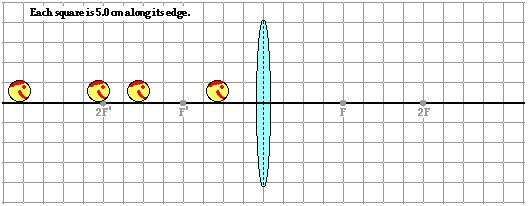 Each square is 5.0 cm along its edge.
2F' F' F 2F